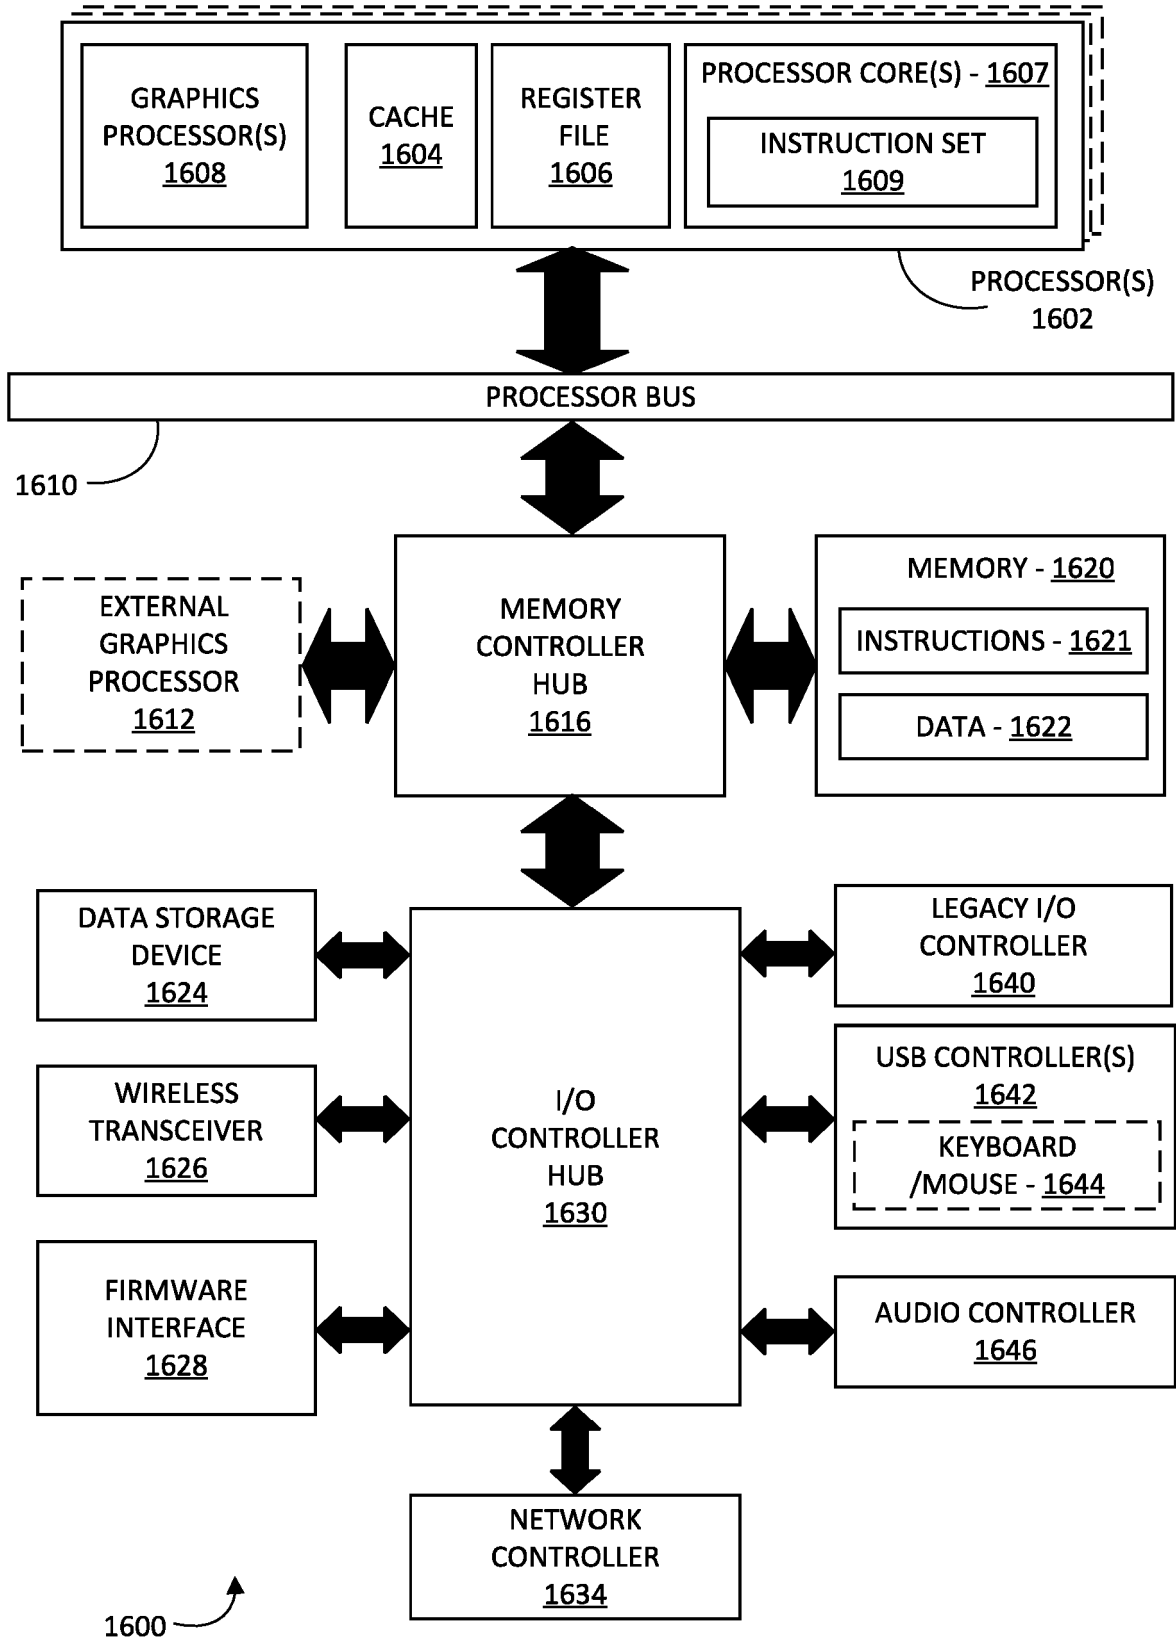 GRAPHICS
PROCESSOR(S)
1608
CACHE
1604
REGISTER
FILE
1606
PROCESSOR CORE(S) - 1607
INSTRUCTION SET
1609
PROCESSOR(S)
1602
PROCESSOR BUS
1610
EXTERNAL
GRAPHICS
PROCESSOR
1612
MEMORY
CONTROLLER
HUB
1616
MEMORY - 1620
INSTRUCTIONS - 1621
DATA - 1622
DATA STORAGE
DEVICE
1624
WIRELESS
TRANSCEIVER
1626
FIRMWARE
INTERFACE
1628
I/O
CONTROLLER
HUB
1630
LEGACY I/O
CONTROLLER
1640
USB CONTROLLER(S)
1642
KEYBOARD
/MOUSE - 1644
AUDIO CONTROLLER
1646
NETWORK
CONTROLLER
1634
1600